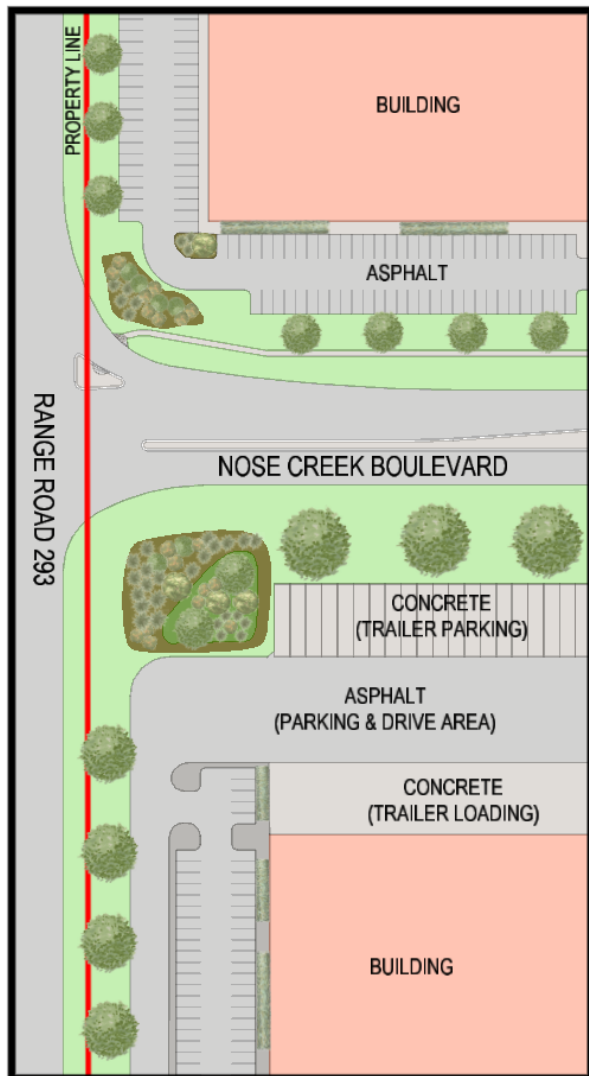 PROPERTY LINE
BUILDING
ASPHALT
RANGE ROAD 293
NOSE CREEK BOULEVARD
CONCRETE
(TRAILER PARKING)
ASPHALT
(PARKING & DRIVE AREA)
CONCRETE
(TRAILER LOADING)
BUILDING